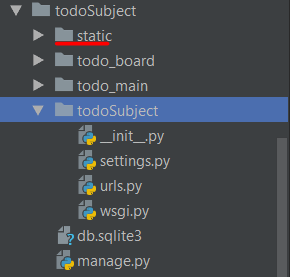 todoSubject
static
todo_board
todo_main
todoSubject
__init__.py
settings.py
urls.py
wsgi.py
db.sqlite3
manage.py